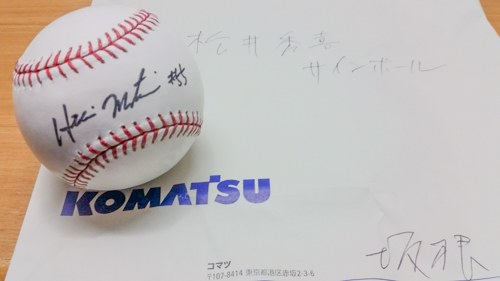 松井秀喜
サインボール
#55
KOMATSU
坂根
コマツ
〒107-8414 東京都港区赤坂2-3-6